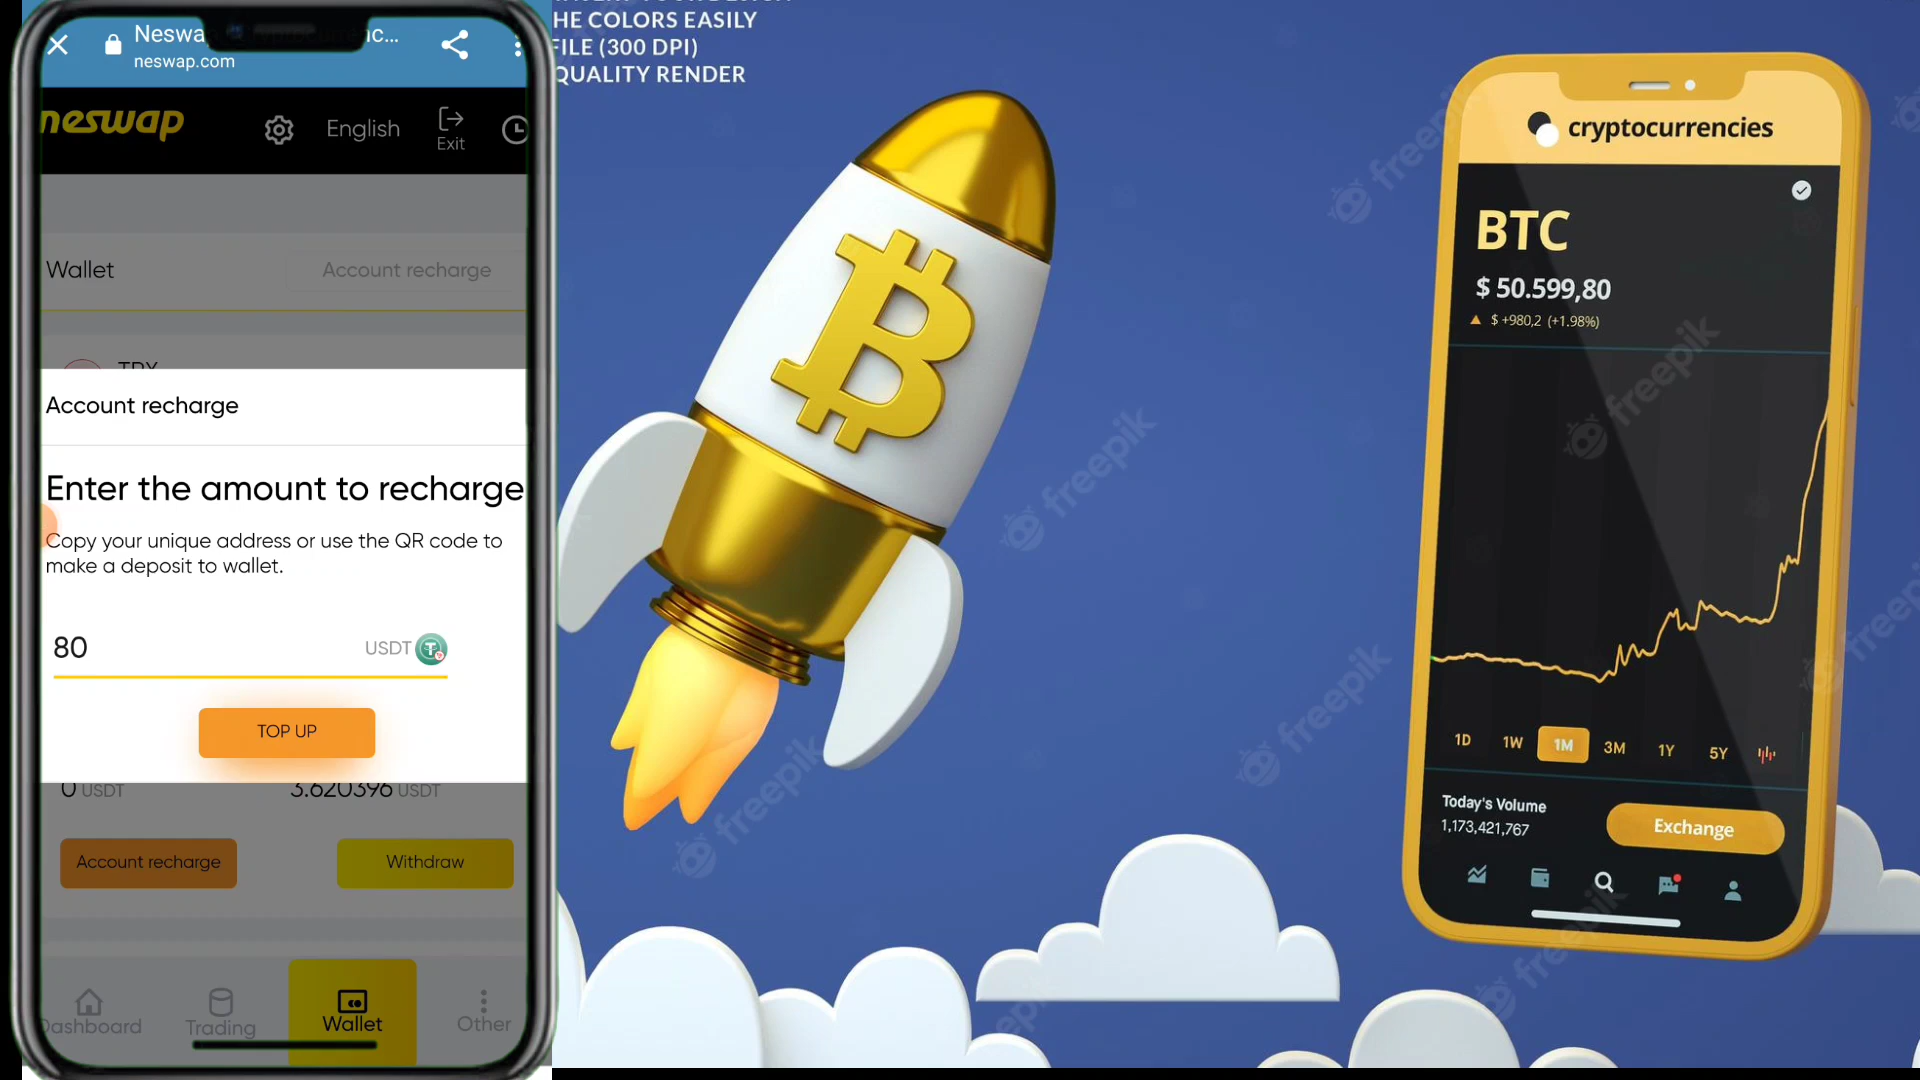 Neswa
c...
neswap.com
neswap
English
Exit
Wallet
Account recharge
TRX
Account recharge
Enter the amount to recharge
Copy your unique address or use the QR code to
make a deposit to wallet.
80
USDT
TOP UP
0 USDT
3.620396 USDT
Account recharge
Withdraw
Dashboard
Trading
Wallet
Other
HE COLORS EASILY
FILE (300 DPI)
QUALITY RENDER
cryptocurrencies
BTC
$ 50.599,80
$ +980,2 (+1.98%)
1D 1W 1M 3M 1Y 5Y
Today's Volume
1,173,421,767
Exchange
freepik
freepik
freepik
freepik
freepik